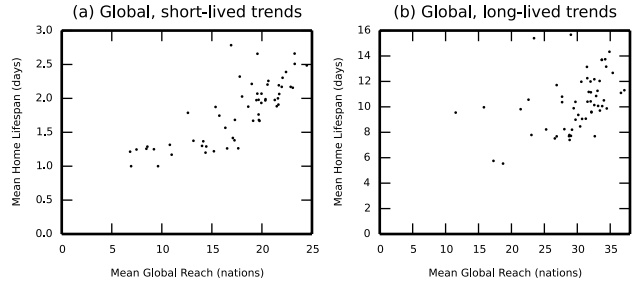 (a) Global, short-lived trends
Mean Home Lifespan (days)
3.0
2.5
2.0
1.5
1.0
0.5
0.0
0 5 10 15 20 25
Mean Global Reach (nations)
(b) Global, long-lived trends
Mean Home Lifespan (days)
16
14
12
10
8
6
4
2
0
0 5 10 15 20 25 30 35
Mean Global Reach (nations)